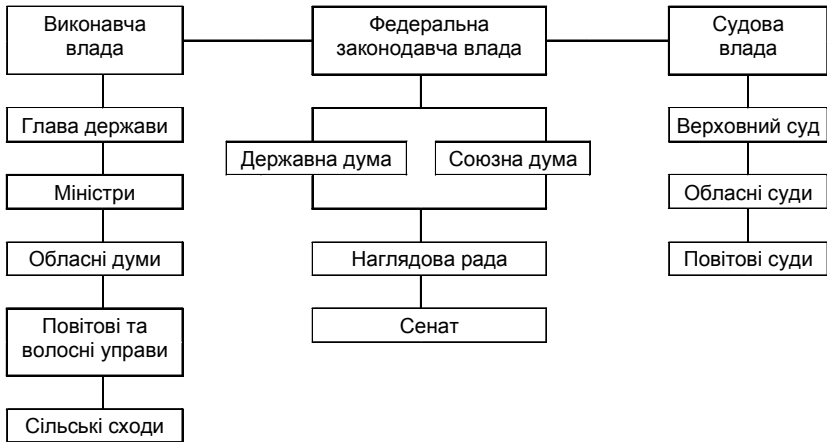 Виконавча
влада
Федеральна
законодавча влада
Судова
влада
Глава держави
Верховний суд
Державна дума
Союзна дума
Міністри
Обласні суди
Обласні думи
Наглядова рада
Повітові суди
Повітові та
волосні управи
Сенат
Сільські сходи